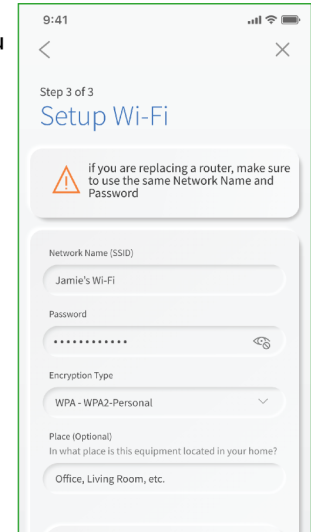 9:41
Step 3 of 3
Setup Wi-Fi
if you are replacing a router, make sure
to use the same Network Name and
Password
Network Name (SSID)
Jamie's Wi-Fi
Password
••••••••••••
Encryption Type
WPA - WPA2-Personal
Place (Optional)
In what place is this equipment located in your home?
Office, Living Room, etc.